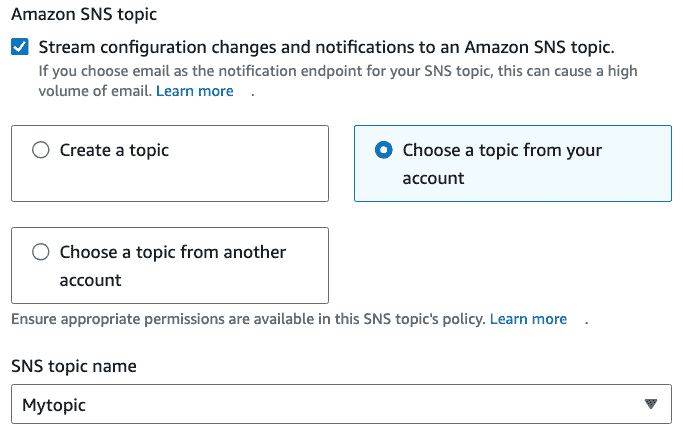 Amazon SNS topic
Stream configuration changes and notifications to an Amazon SNS topic.
If you choose email as the notification endpoint for your SNS topic, this can cause a high
volume of email. Learn more .
Create a topic
Choose a topic from your
account
Choose a topic from another
account
Ensure appropriate permissions are available in this SNS topic's policy. Learn more .
SNS topic name
Mytopic